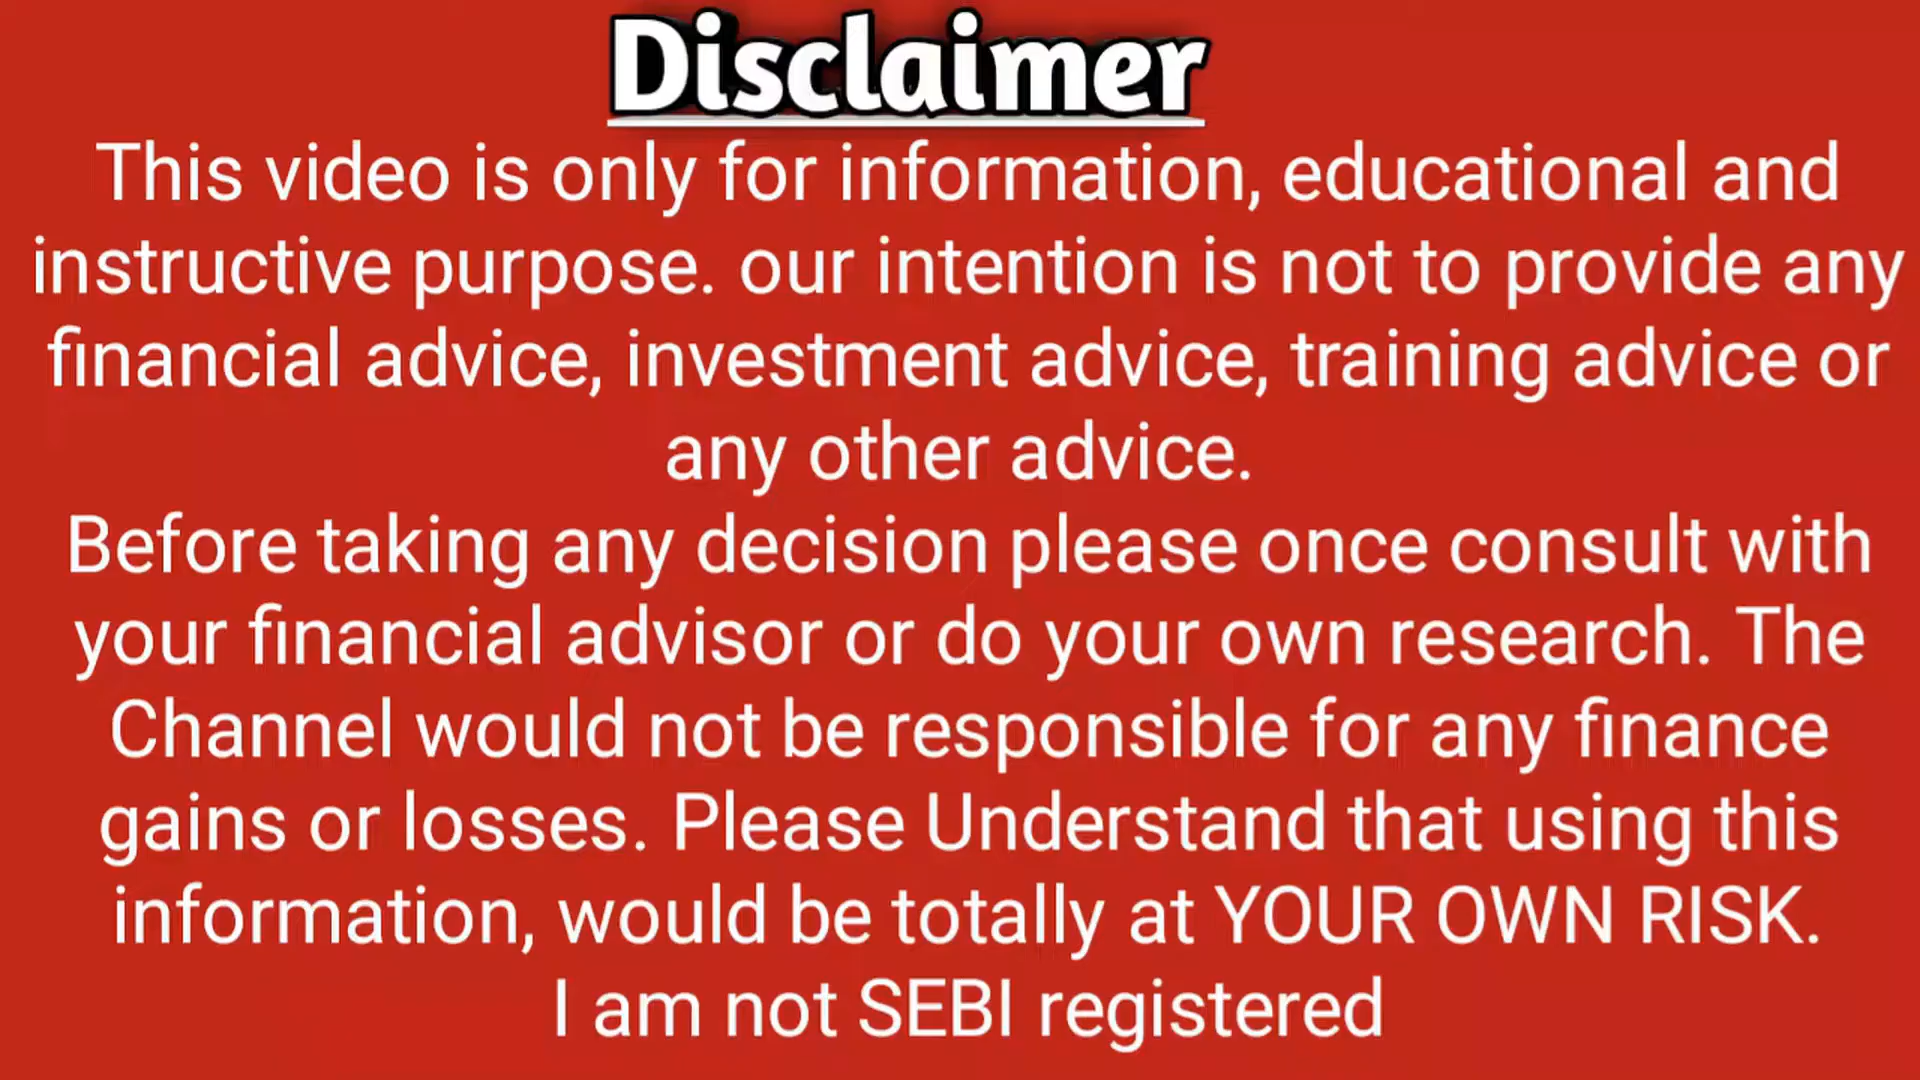 Disclaimer
This video is only for information, educational and
instructive purpose. our intention is not to provide any
financial advice, investment advice, training advice or
any other advice.
Before taking any decision please once consult with
your financial advisor or do your own research. The
Channel would not be responsible for any finance
gains or losses. Please Understand that using this
information, would be totally at YOUR OWN RISK.
I am not SEBI registered